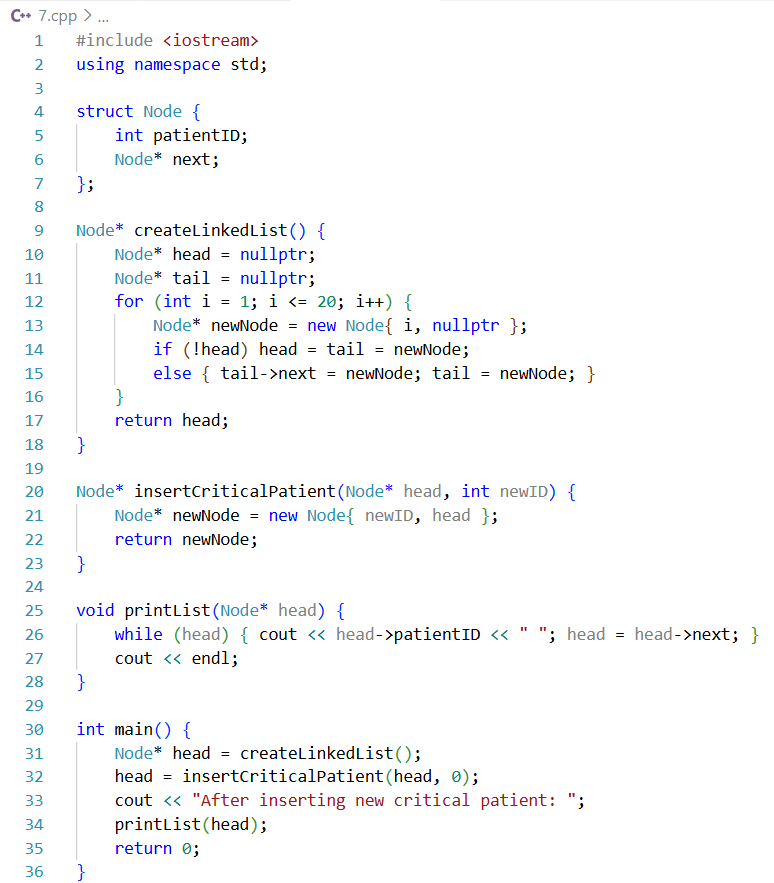 C++ 7.cpp > ...
1 #include <iostream>
2 using namespace std;
3
4 struct Node {
5     int patientID;
6     Node* next;
7 };
8
9 Node* createLinkedList() {
10     Node* head = nullptr;
11     Node* tail = nullptr;
12     for (int i = 1; i <= 20; i++) {
13         Node* newNode = new Node{ i, nullptr };
14         if (!head) head = tail = newNode;
15         else { tail->next = newNode; tail = newNode; }
16     }
17     return head;
18 }
19
20 Node* insertCriticalPatient(Node* head, int newID) {
21     Node* newNode = new Node{ newID, head };
22     return newNode;
23 }
24
25 void printList(Node* head) {
26     while (head) { cout << head->patientID << " "; head = head->next; }
27     cout << endl;
28 }
29
30 int main() {
31     Node* head = createLinkedList();
32     head = insertCriticalPatient(head, 0);
33     cout << "After inserting new critical patient: ";
34     printList(head);
35     return 0;
36 }